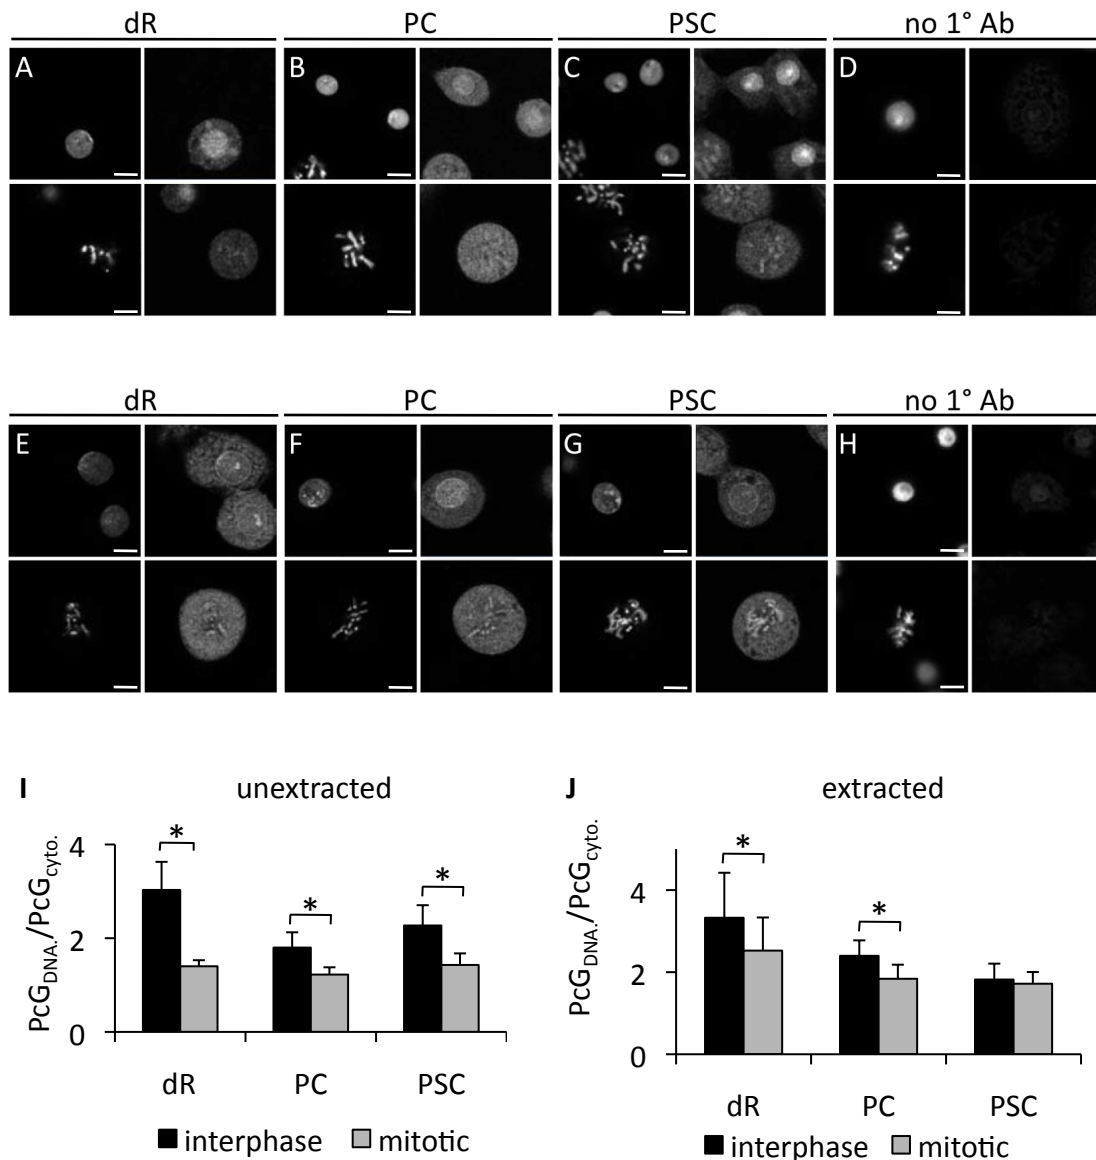 dR PC PSC no 1° Ab
A B C D
dR PC PSC no 1° Ab
E F G H
I unextracted
PcG_DNA./PcG_cyto.
4
2
0
* * *
dR PC PSC
interphase mitotic
J extracted
PcG_DNA./PcG_cyto.
4
2
0
* *
dR PC PSC
interphase mitotic